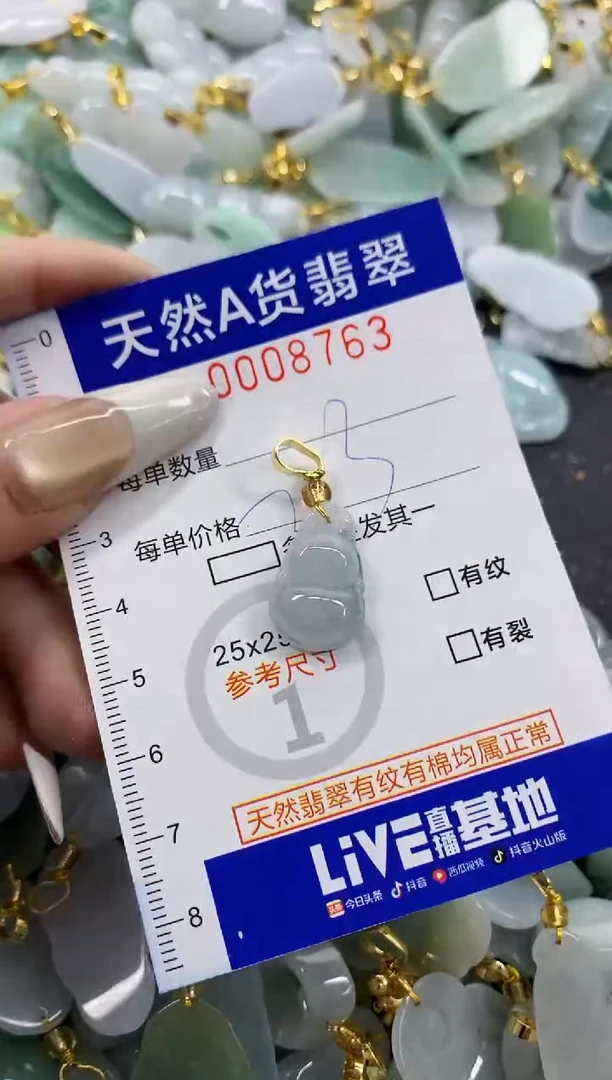 天然A货翡翠
0008763
0
每单数量
3
每单价格
发其一
4
有纹
25x25
5
参考尺寸
有裂
1
6
天然翡翠有纹有棉均属正常
7
LiVE直播基地
8
头条 今日头条 抖音 西瓜视频 抖音火山版